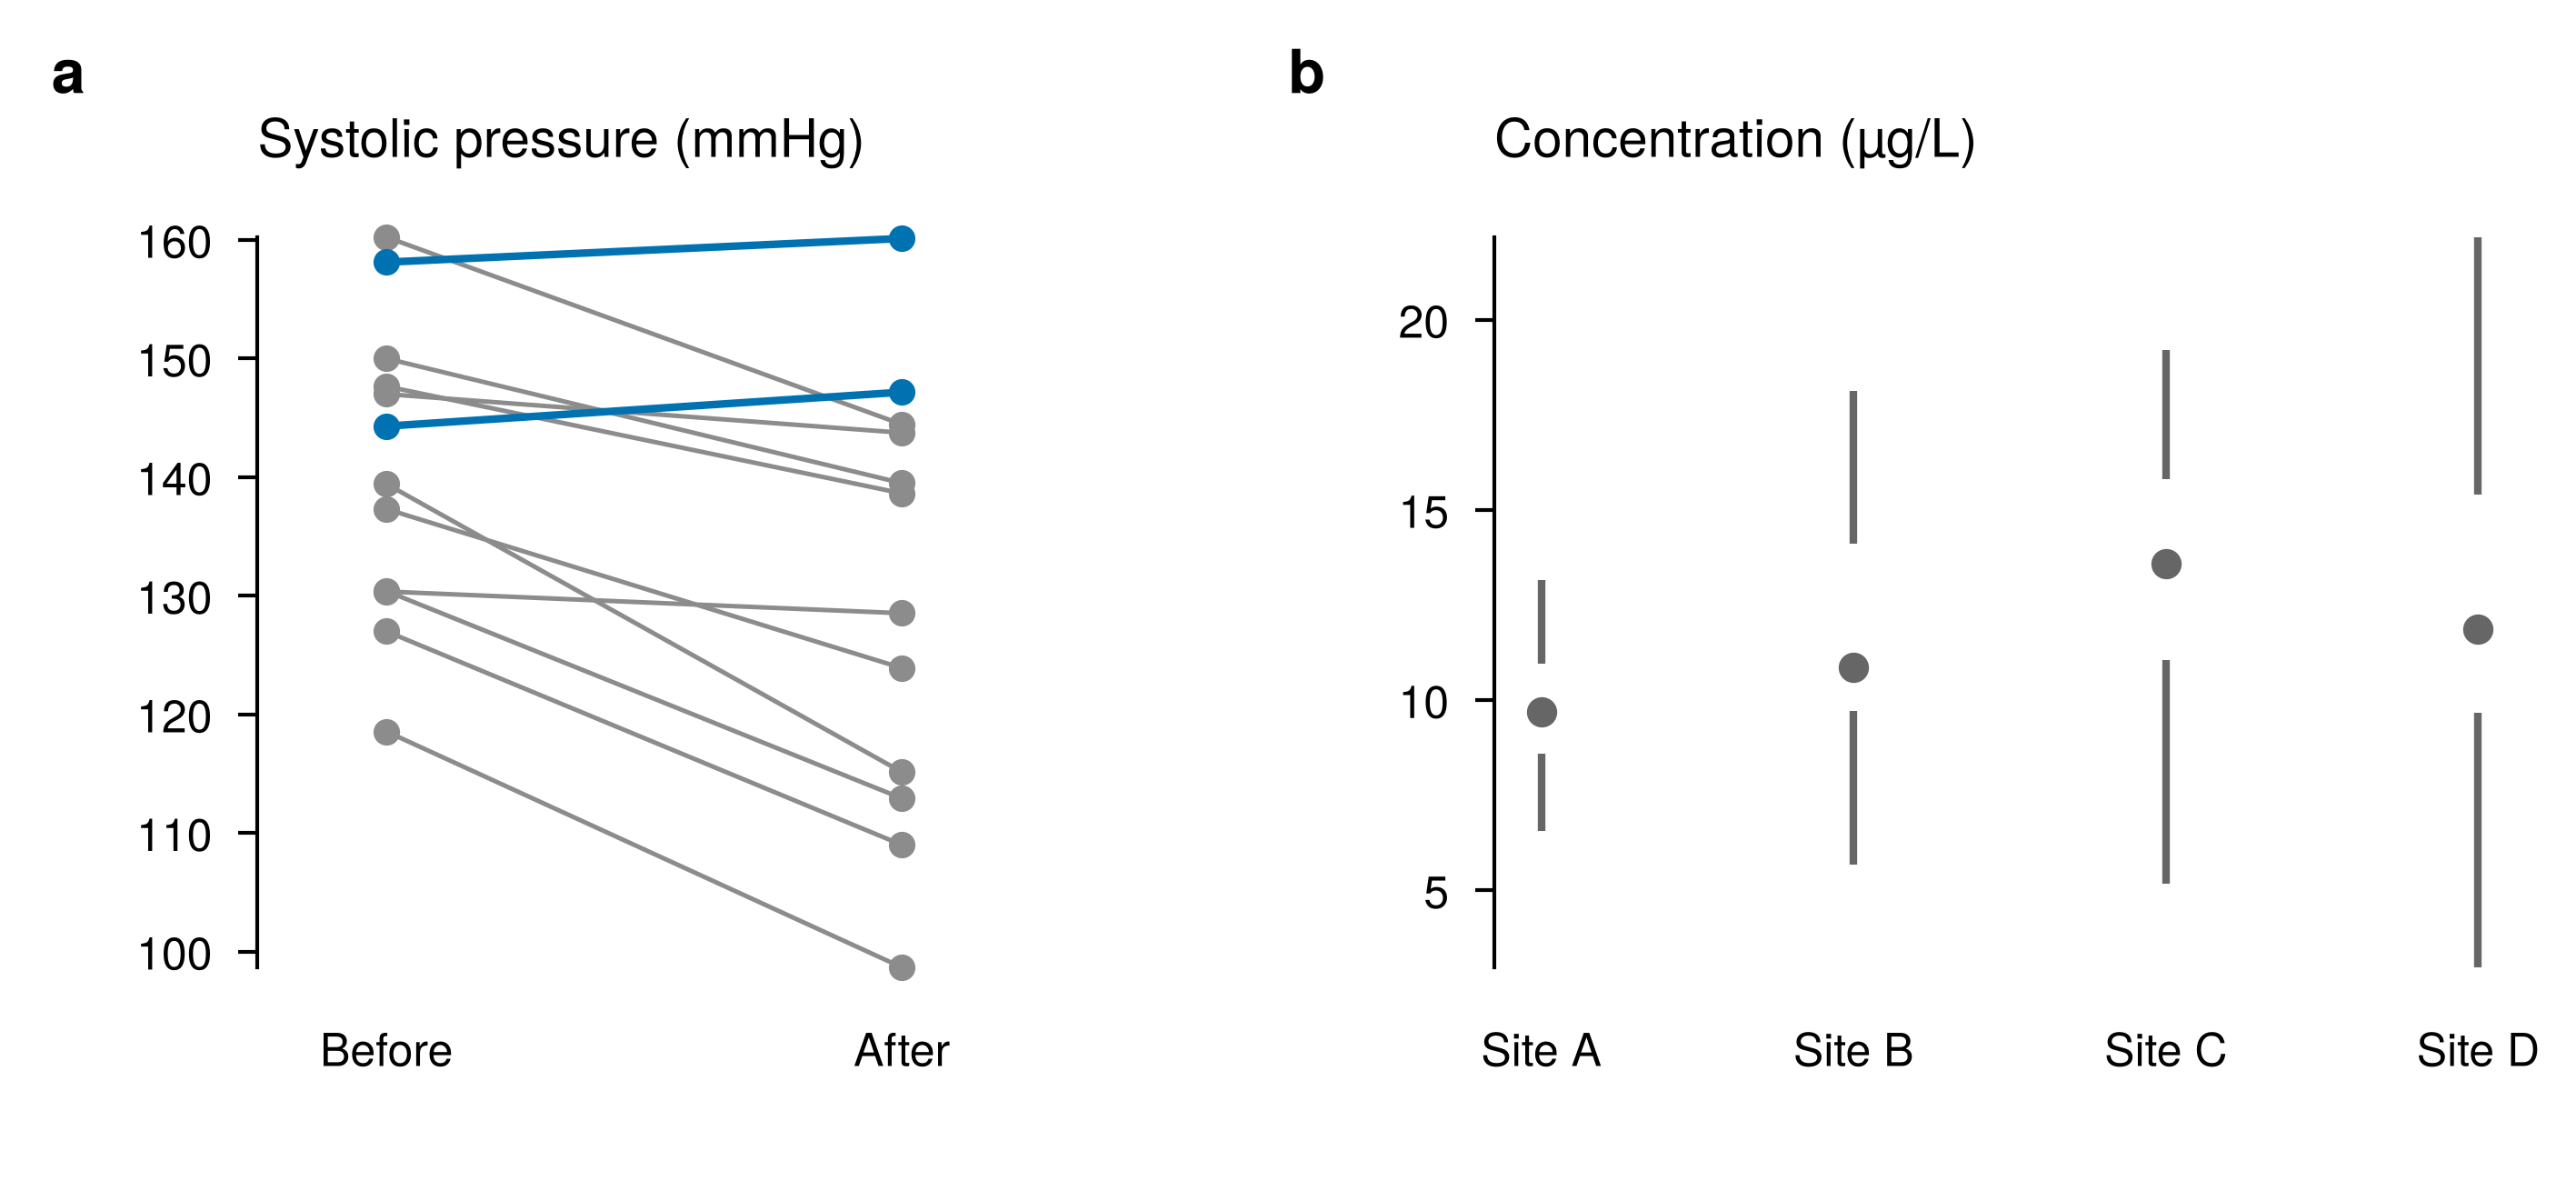 a
Systolic pressure (mmHg)
160
150
140
130
120
110
100
Before After
b
Concentration (µg/L)
20
15
10
5
Site A Site B Site C Site D